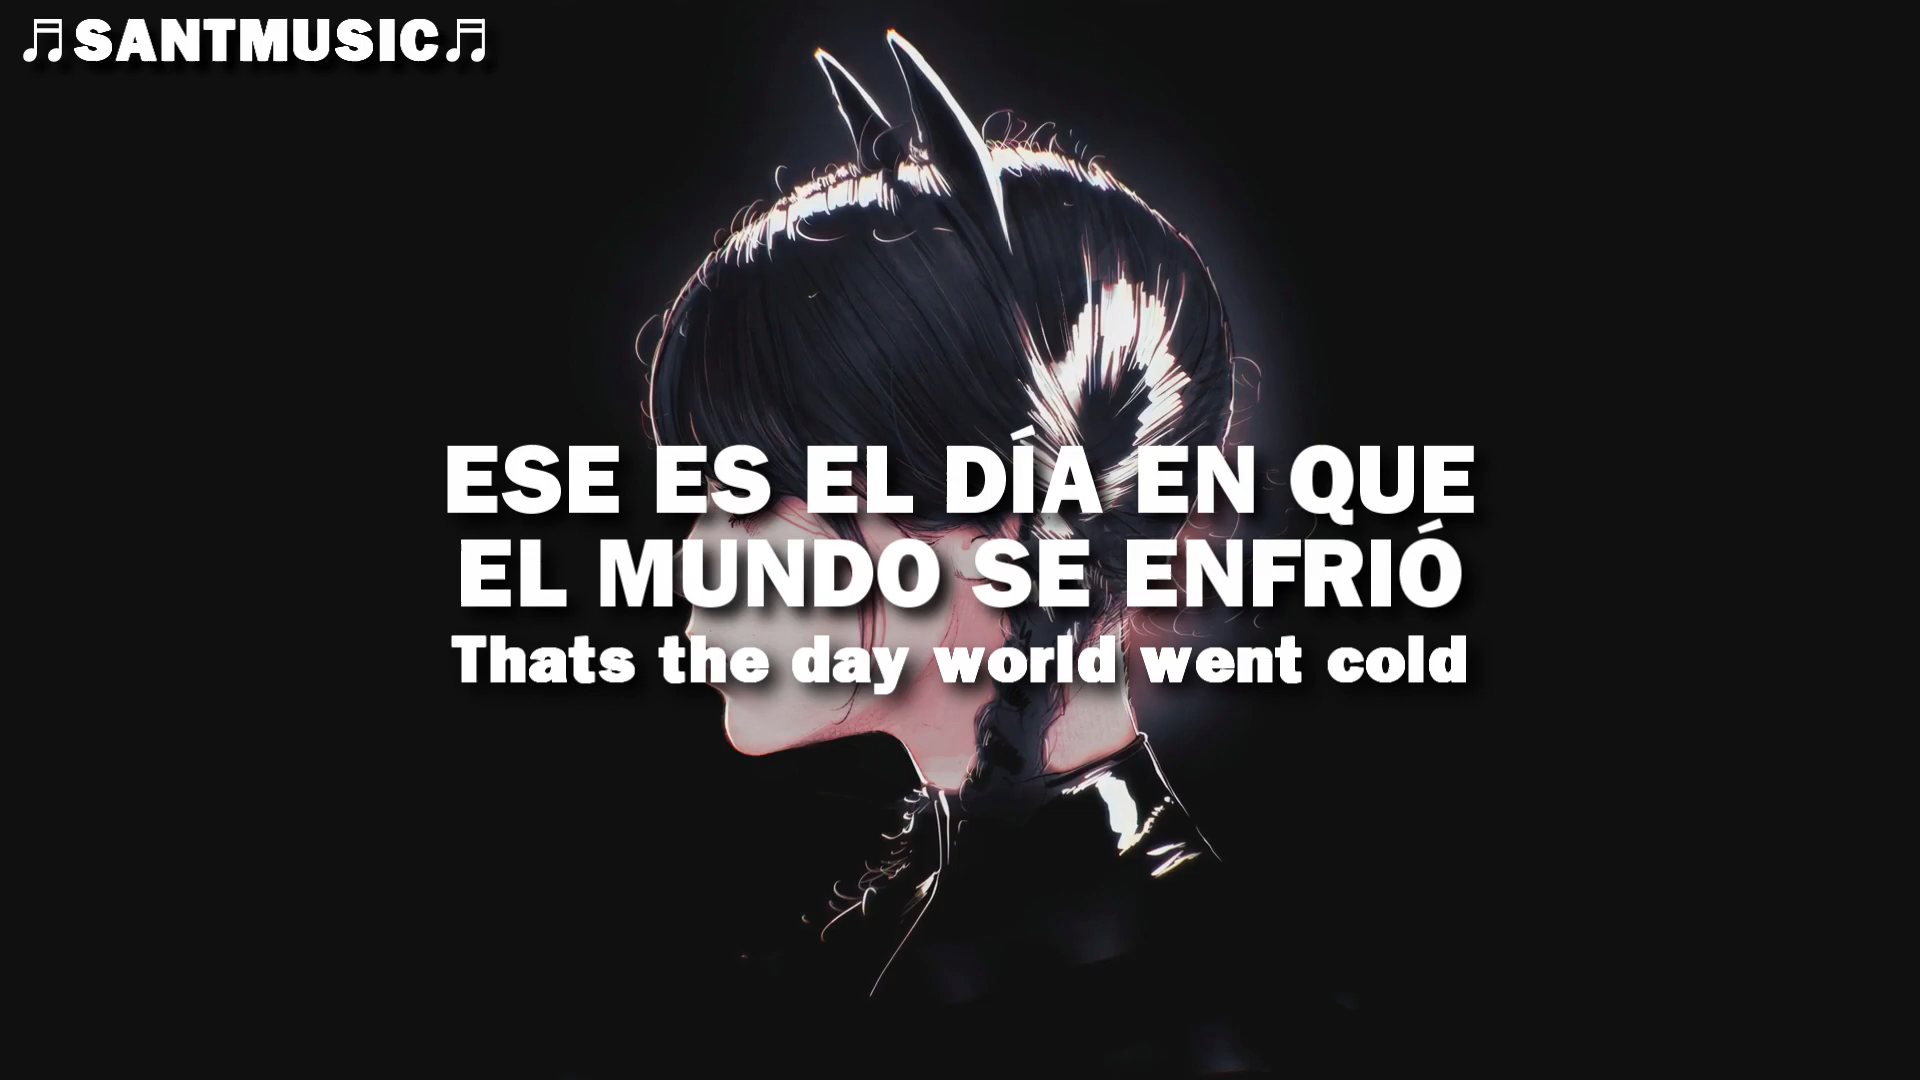 ♬SANTMUSIC♬
ESE ES EL DÍA EN QUE
EL MUNDO SE ENFRIÓ
Thats the day world went cold